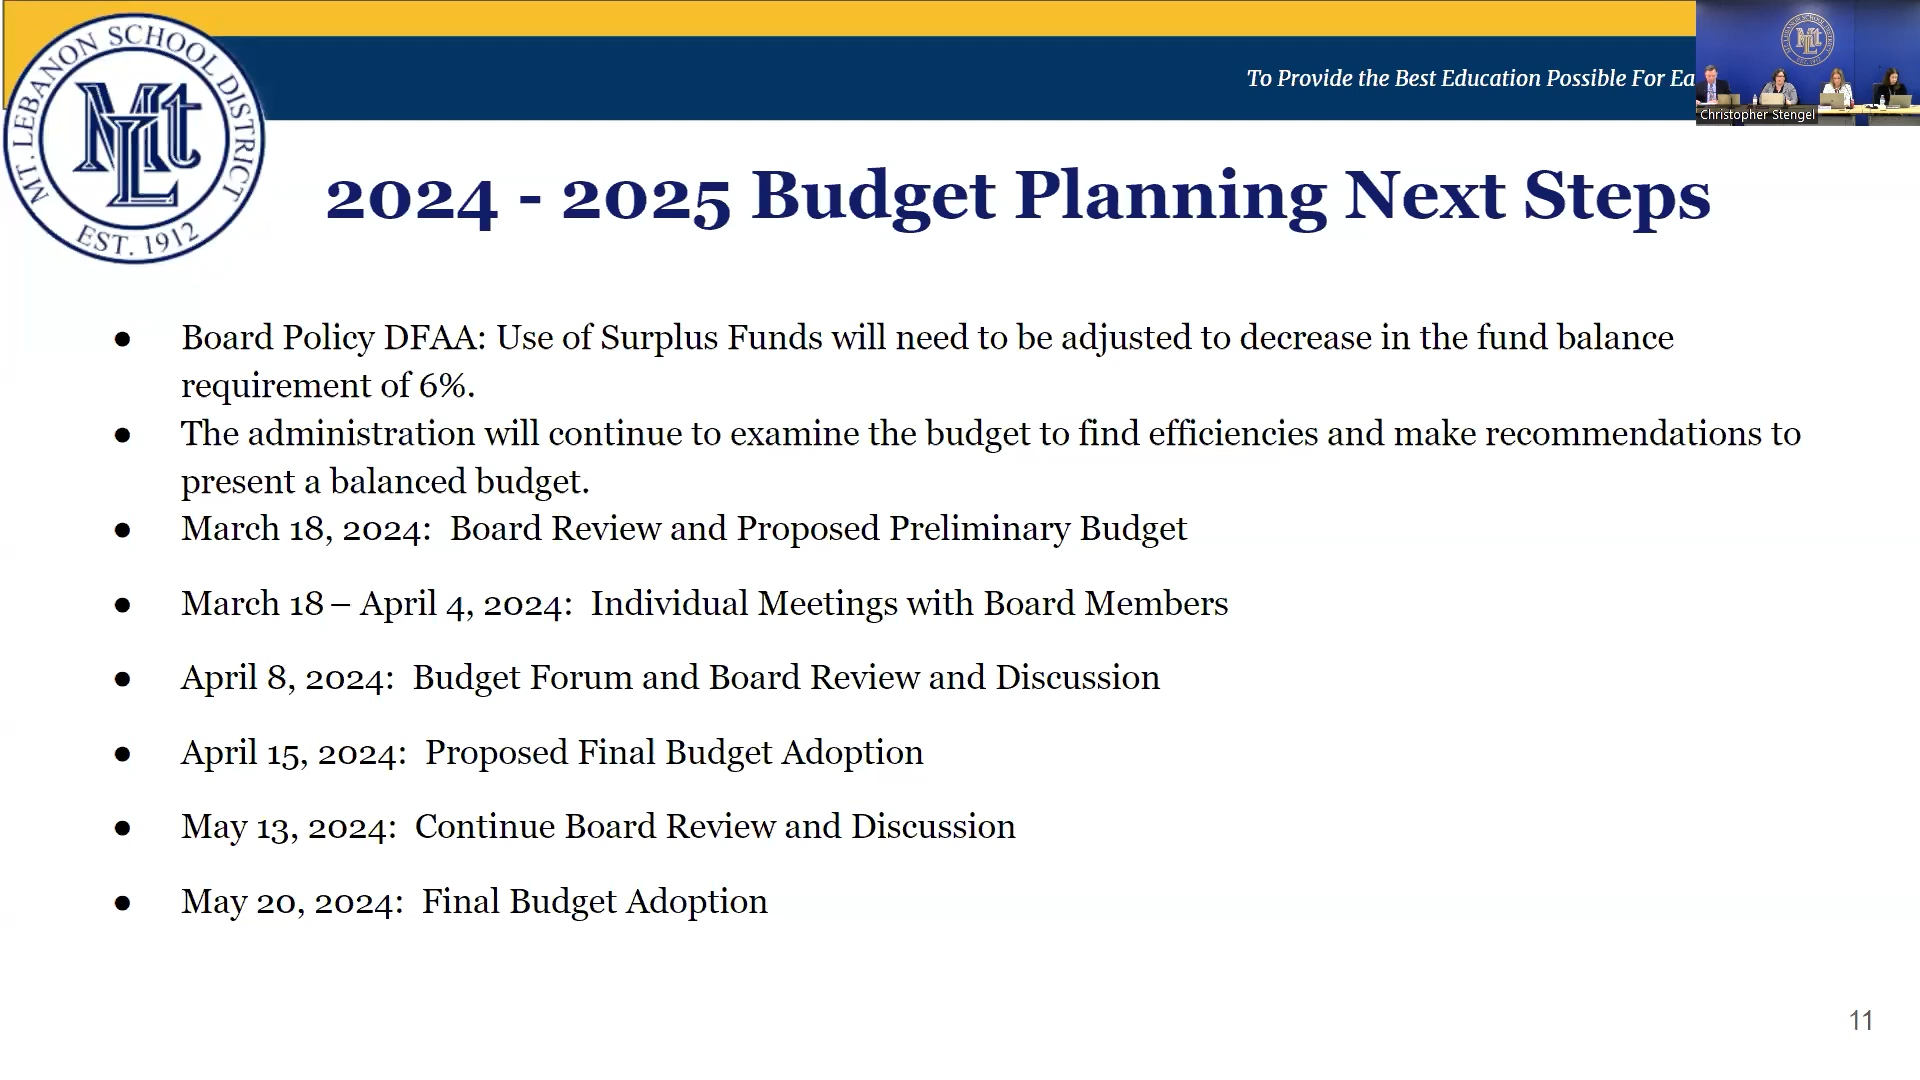 MT. LEBANON SCHOOL DISTRICT
MtL
EST. 1912
To Provide the Best Education Possible For Ea
Christopher Stengel
2024 - 2025 Budget Planning Next Steps
● Board Policy DFAA: Use of Surplus Funds will need to be adjusted to decrease in the fund balance
requirement of 6%.
● The administration will continue to examine the budget to find efficiencies and make recommendations to
present a balanced budget.
● March 18, 2024: Board Review and Proposed Preliminary Budget
● March 18 – April 4, 2024: Individual Meetings with Board Members
● April 8, 2024: Budget Forum and Board Review and Discussion
● April 15, 2024: Proposed Final Budget Adoption
● May 13, 2024: Continue Board Review and Discussion
● May 20, 2024: Final Budget Adoption
11